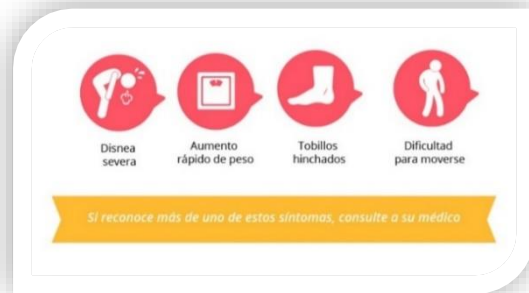 Disnea
severa
Aumento
rápido de peso
Tobillos
hinchados
Dificultad
para moverse
Si reconoce más de uno de estos síntomas, consulte a su médico